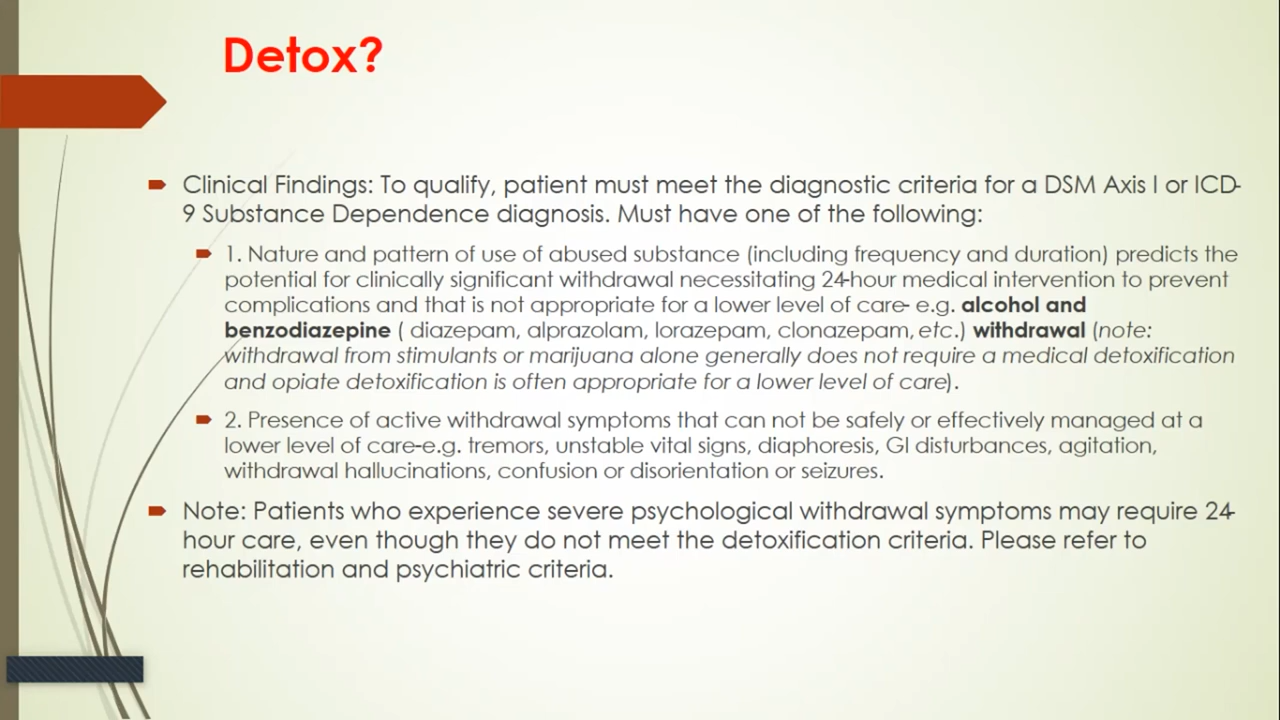 Detox?
Clinical Findings: To qualify, patient must meet the diagnostic criteria for a DSM Axis I or ICD-
9 Substance Dependence diagnosis. Must have one of the following:
1. Nature and pattern of use of abused substance (including frequency and duration) predicts the
potential for clinically significant withdrawal necessitating 24-hour medical intervention to prevent
complications and that is not appropriate for a lower level of care- e.g. alcohol and
benzodiazepine ( diazepam, alprazolam, lorazepam, clonazepam, etc.) withdrawal (note:
withdrawal from stimulants or marijuana alone generally does not require a medical detoxification
and opiate detoxification is often appropriate for a lower level of care).
2. Presence of active withdrawal symptoms that can not be safely or effectively managed at a
lower level of care-e.g. tremors, unstable vital signs, diaphoresis, GI disturbances, agitation,
withdrawal hallucinations, confusion or disorientation or seizures.
Note: Patients who experience severe psychological withdrawal symptoms may require 24-
hour care, even though they do not meet the detoxification criteria. Please refer to
rehabilitation and psychiatric criteria.